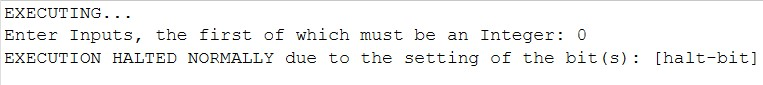 EXECUTING...
Enter Inputs, the first of which must be an Integer: 0
EXECUTION HALTED NORMALLY due to the setting of the bit(s): [halt-bit]